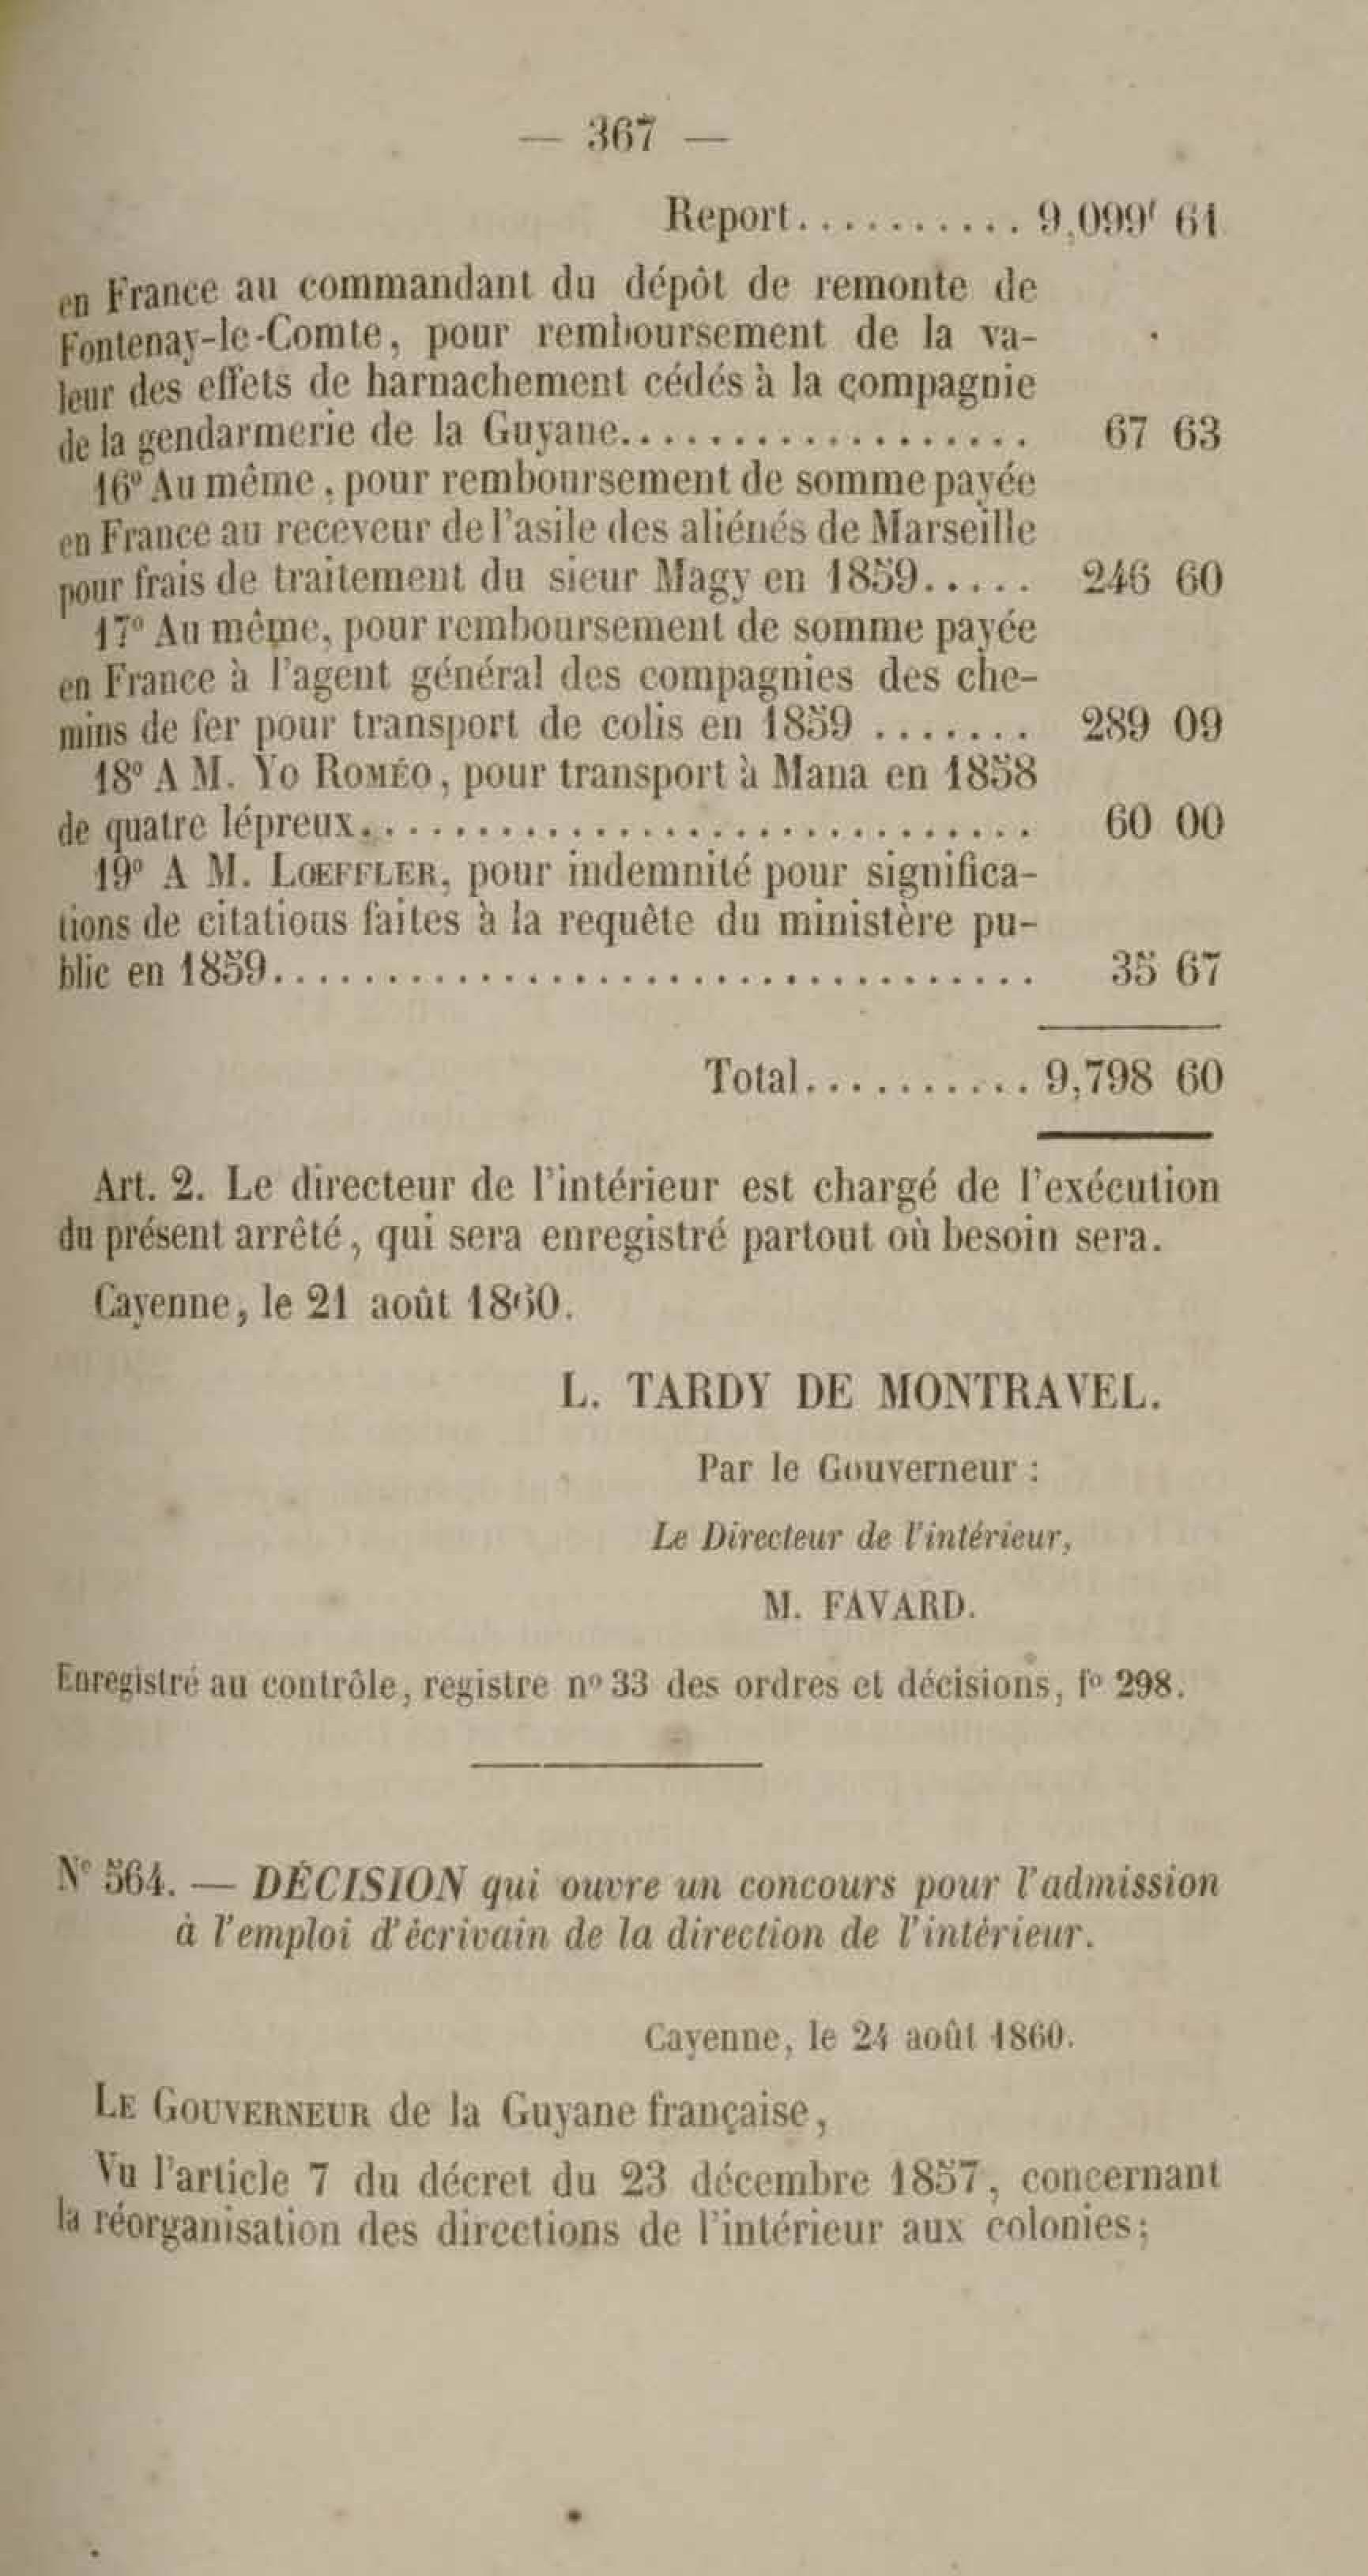 — 367 —
Report........... 9,099f 61
en France au commandant du dépôt de remonte de
Fontenay-le-Comte, pour remboursement de la va-
leur des effets de harnachement cédés à la compagnie
de la gendarmerie de la Guyane.................. 67 63
16° Au même, pour remboursement de somme payée
en France au receveur de l'asile des aliénés de Marseille
pour frais de traitement du sieur Magy en 1859..... 246 60
17° Au même, pour remboursement de somme payée
en France à l'agent général des compagnies des che-
mins de fer pour transport de colis en 1859 ....... 289 09
18° A M. Yo Roméo, pour transport à Mana en 1858
de quatre lépreux.............................. 60 00
19° A M. Lœffler, pour indemnité pour significa-
tions de citations faites à la requête du ministère pu-
blic en 1859.................................. 35 67
Total........... 9,798 60
Art. 2. Le directeur de l'intérieur est chargé de l'exécution
du présent arrêté, qui sera enregistré partout où besoin sera.
Cayenne, le 21 août 1860.
L. TARDY DE MONTRAVEL.
Par le Gouverneur :
Le Directeur de l'intérieur,
M. FAVARD.
Enregistré au contrôle, registre n° 33 des ordres et décisions, f° 298.
N° 564. — DÉCISION qui ouvre un concours pour l'admission
à l'emploi d'écrivain de la direction de l'intérieur.
Cayenne, le 24 août 1860.
Le Gouverneur de la Guyane française,
Vu l'article 7 du décret du 23 décembre 1857, concernant
la réorganisation des directions de l'intérieur aux colonies;